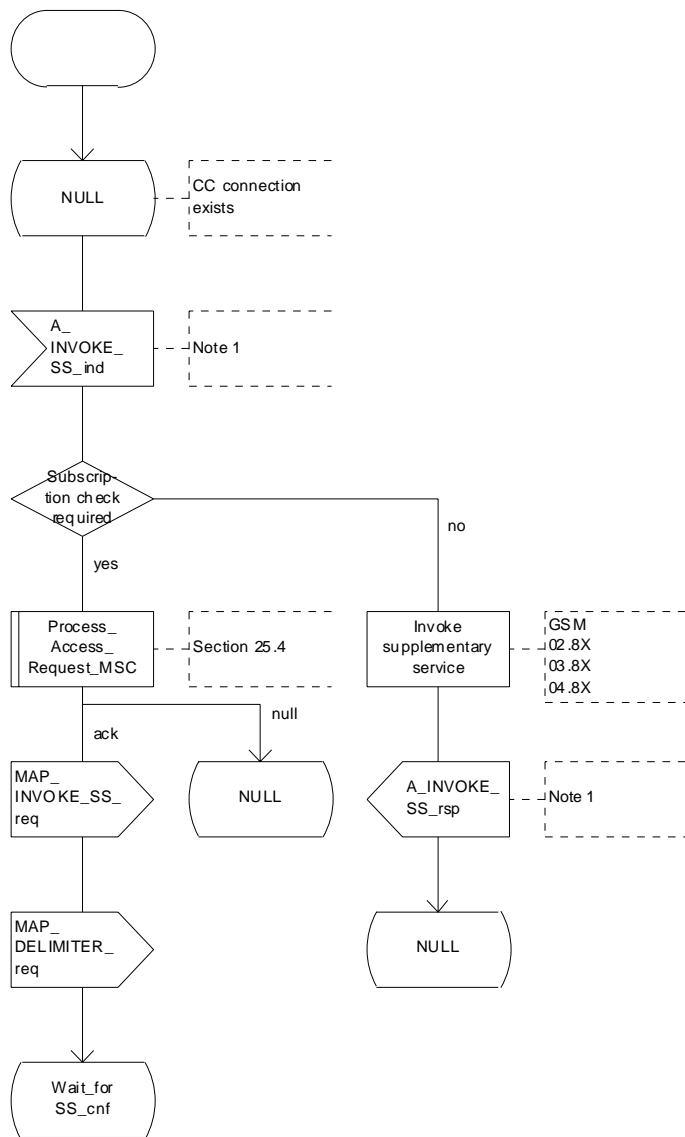 NULL
CC connection
exists
A_
INVOKE_
SS_ind
Note 1
Subscrip-
tion check
required
no
yes
Process_
Access_
Request_MSC
Section 25.4
Invoke
supplementary
service
GSM
02.8X
03.8X
04.8X
null
ack
MAP_
INVOKE_SS_
req
NULL
A_INVOKE_
SS_rsp
Note 1
MAP_
DELIMITER_
req
NULL
Wait_for
SS_cnf